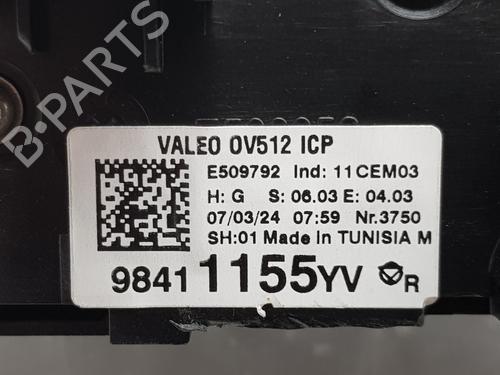 B-PARTS
VALEO OV512 ICP
E509792 Ind: 11CEM03
H: G S: 06.03 E: 04.03
07/03/24 07:59 Nr.3750
SH:01 Made In TUNISIA M
9841 1155YV R